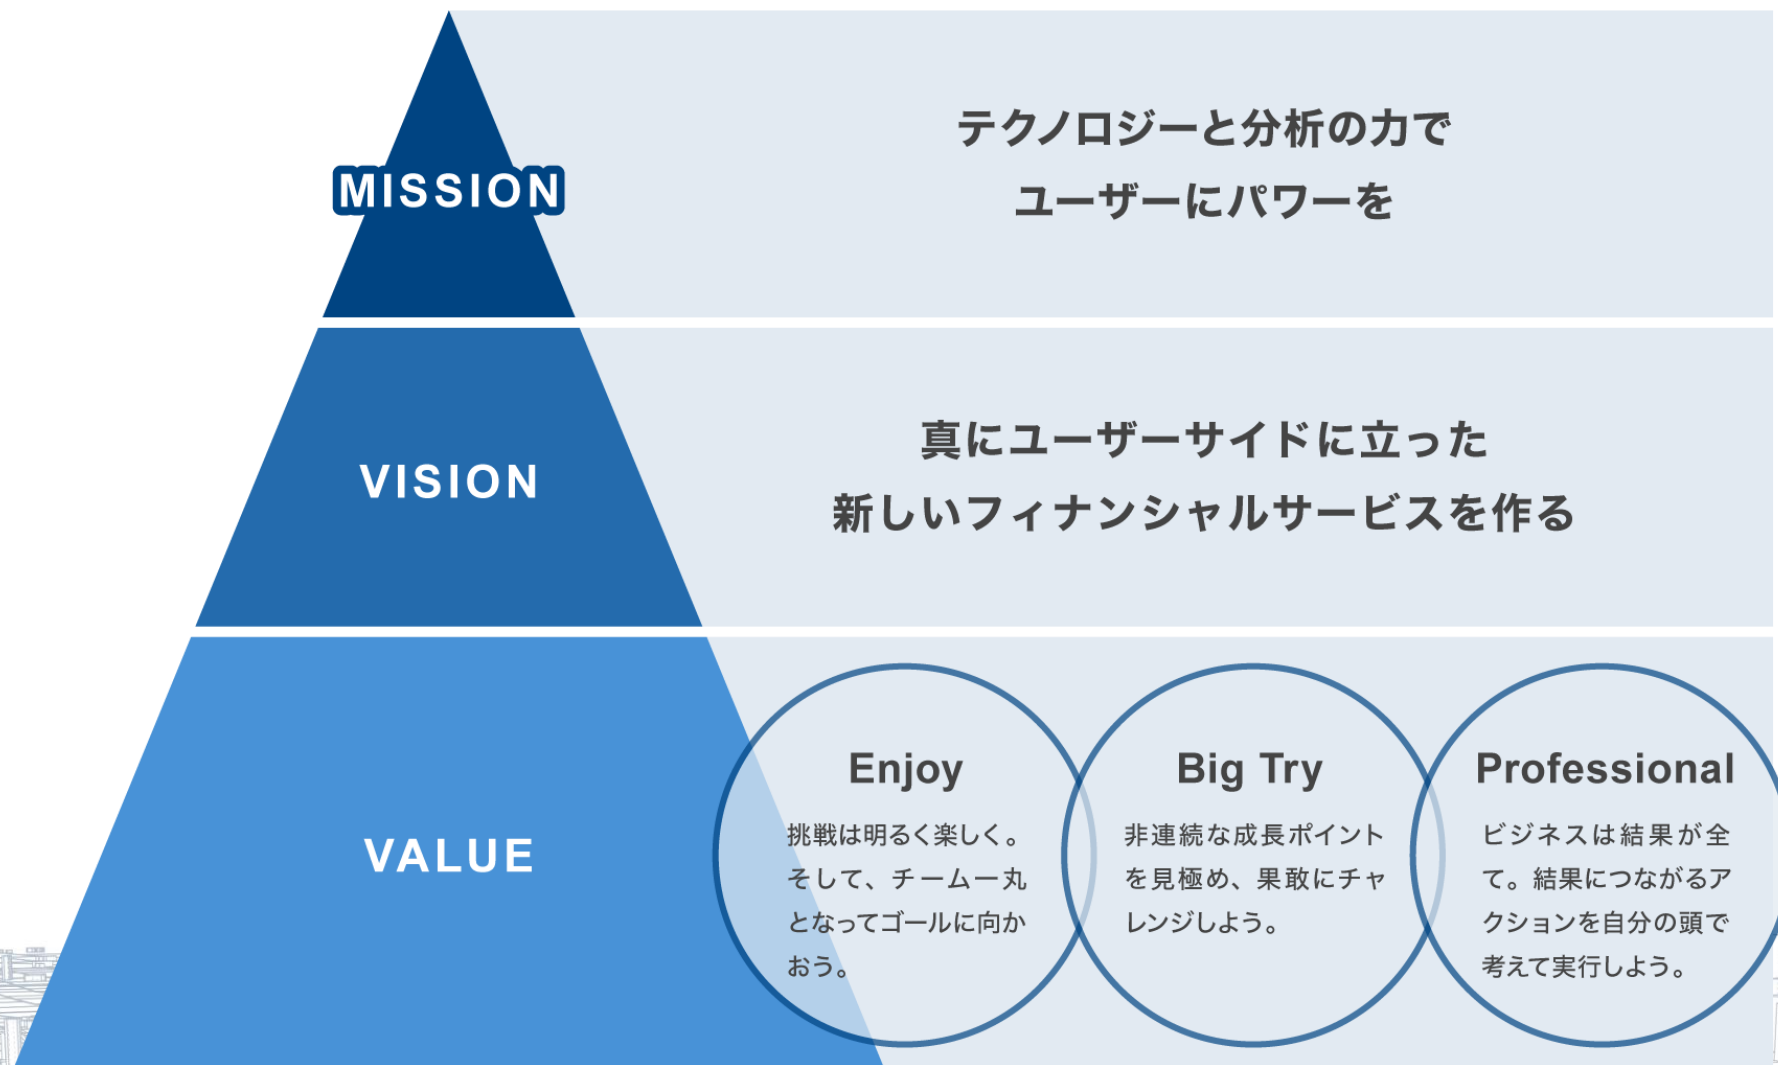 MISSION
テクノロジーと分析の力で
ユーザーにパワーを
VISION
真にユーザーサイドに立った
新しいフィナンシャルサービスを作る
VALUE
Enjoy
挑戦は明るく楽しく。
そして、チーム一丸
となってゴールに向か
おう。
Big Try
非連続な成長ポイント
を見極め、果敢にチャ
レンジしよう。
Professional
ビジネスは結果が全
て。結果につながるア
クションを自分の頭で
考えて実行しよう。